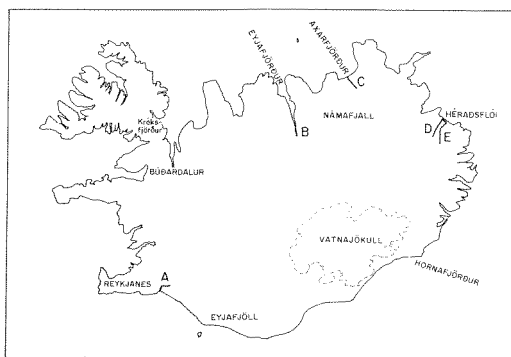 EYJAFJÖRÐUR
AXARFJÖRÐUR
C
Króks-
fjörður
NÁMAFJALL
HÉRAÐSFLÓI
B
D
E
BÚÐARDALUR
VATNAJÖKULL
HORNAFJÖRÐUR
A
REYKJANES
EYJAFJÖLL